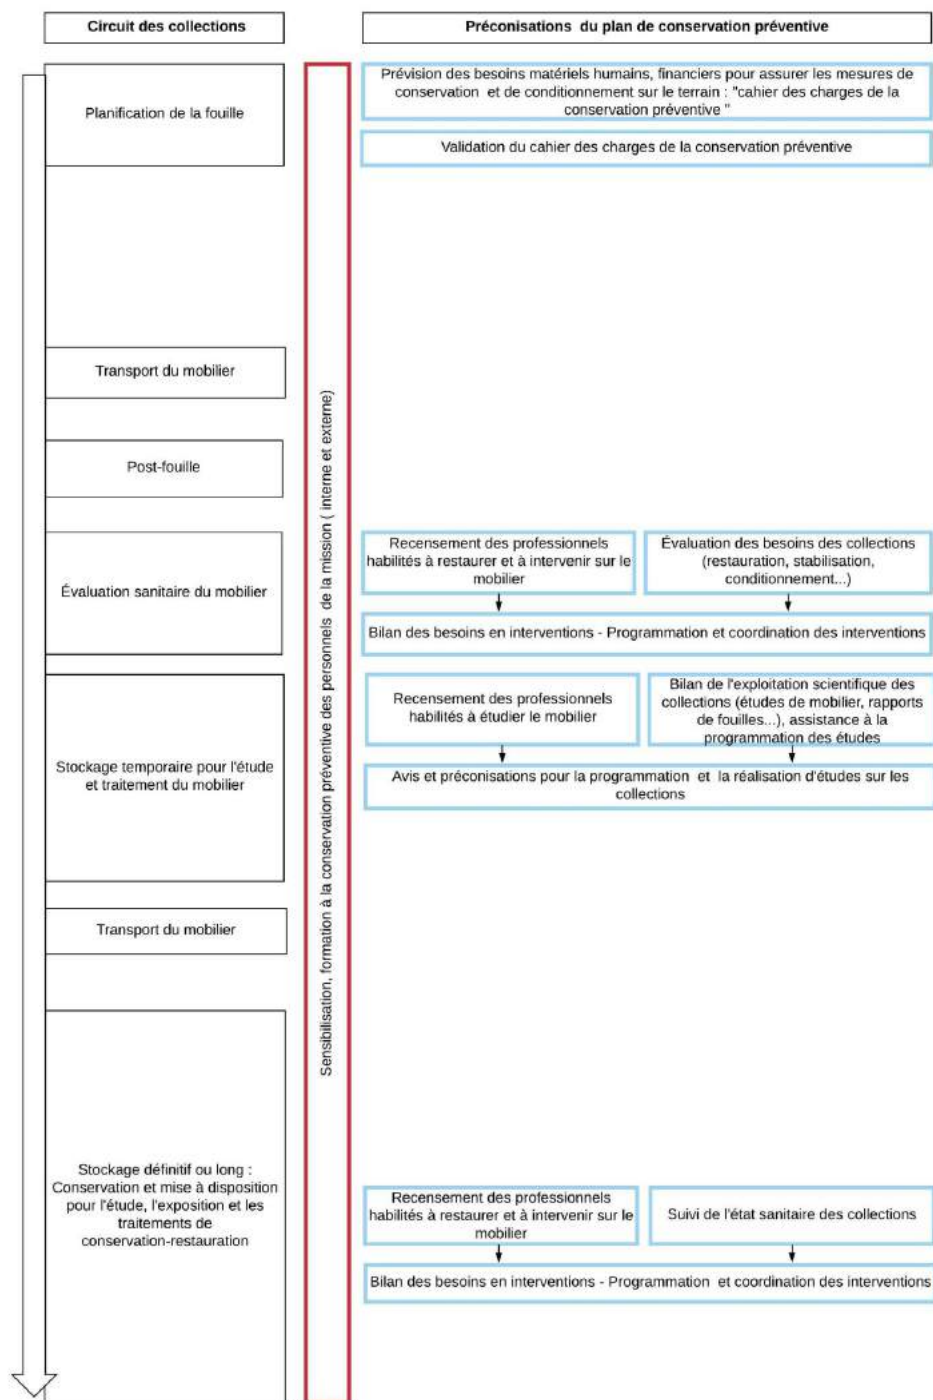 Circuit des collections
Préconisations du plan de conservation préventive
Planification de la fouille
Prévision des besoins matériels humains, financiers pour assurer les mesures de
conservation et de conditionnement sur le terrain : "cahier des charges de la
conservation préventive "
Validation du cahier des charges de la conservation préventive
Sensibilisation, formation à la conservation préventive des personnels de la mission ( interne et externe)
Transport du mobilier
Post-fouille
Évaluation sanitaire du mobilier
Recensement des professionnels
habilités à restaurer et à intervenir sur le
mobilier
Évaluation des besoins des collections
(restauration, stabilisation,
conditionnement...)
Bilan des besoins en interventions - Programmation et coordination des interventions
Stockage temporaire pour l'étude
et traitement du mobilier
Recensement des professionnels
habilités à étudier le mobilier
Bilan de l'exploitation scientifique des
collections (études de mobilier, rapports
de fouilles...), assistance à la
programmation des études
Avis et préconisations pour la programmation et la réalisation d'études sur les
collections
Transport du mobilier
Stockage définitif ou long :
Conservation et mise à disposition
pour l'étude, l'exposition et les
traitements de
conservation-restauration
Recensement des professionnels
habilités à restaurer et à intervenir sur le
mobilier
Suivi de l'état sanitaire des collections
Bilan des besoins en interventions - Programmation et coordination des interventions